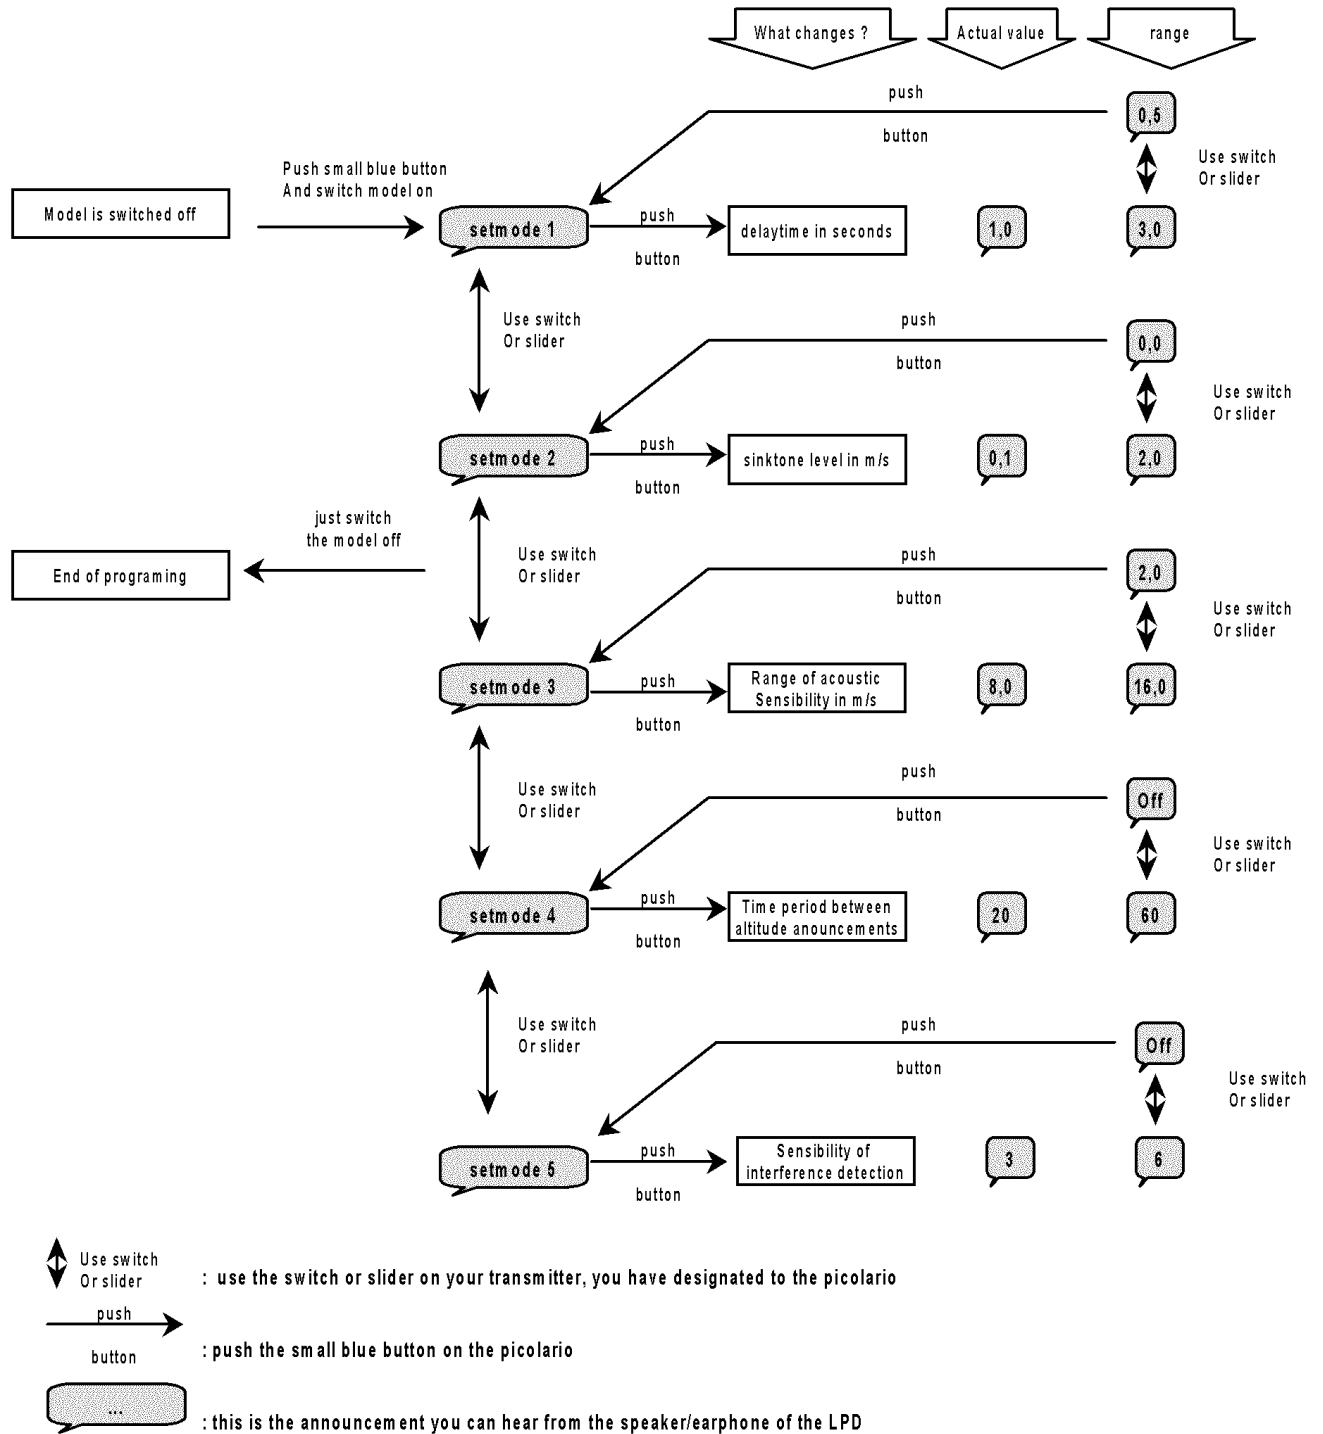 What changes ?
Actual value
range
push
button
0,5
Use switch
Or slider
Push small blue button
And switch model on
Model is switched off
setmode 1
push
button
delaytime in seconds
1,0
3,0
Use switch
Or slider
push
button
0,0
Use switch
Or slider
setmode 2
push
button
sinktone level in m/s
0,1
2,0
just switch
the model off
End of programing
Use switch
Or slider
push
button
2,0
Use switch
Or slider
setmode 3
push
button
Range of acoustic
Sensibility in m/s
8,0
16,0
Use switch
Or slider
push
button
Off
Use switch
Or slider
setmode 4
push
button
Time period between
altitude anouncements
20
60
Use switch
Or slider
push
button
Off
Use switch
Or slider
setmode 5
push
button
Sensibility of
interference detection
3
6
Use switch
Or slider
: use the switch or slider on your transmitter, you have designated to the picolario
push
button
: push the small blue button on the picolario
...
: this is the announcement you can hear from the speaker/earphone of the LPD